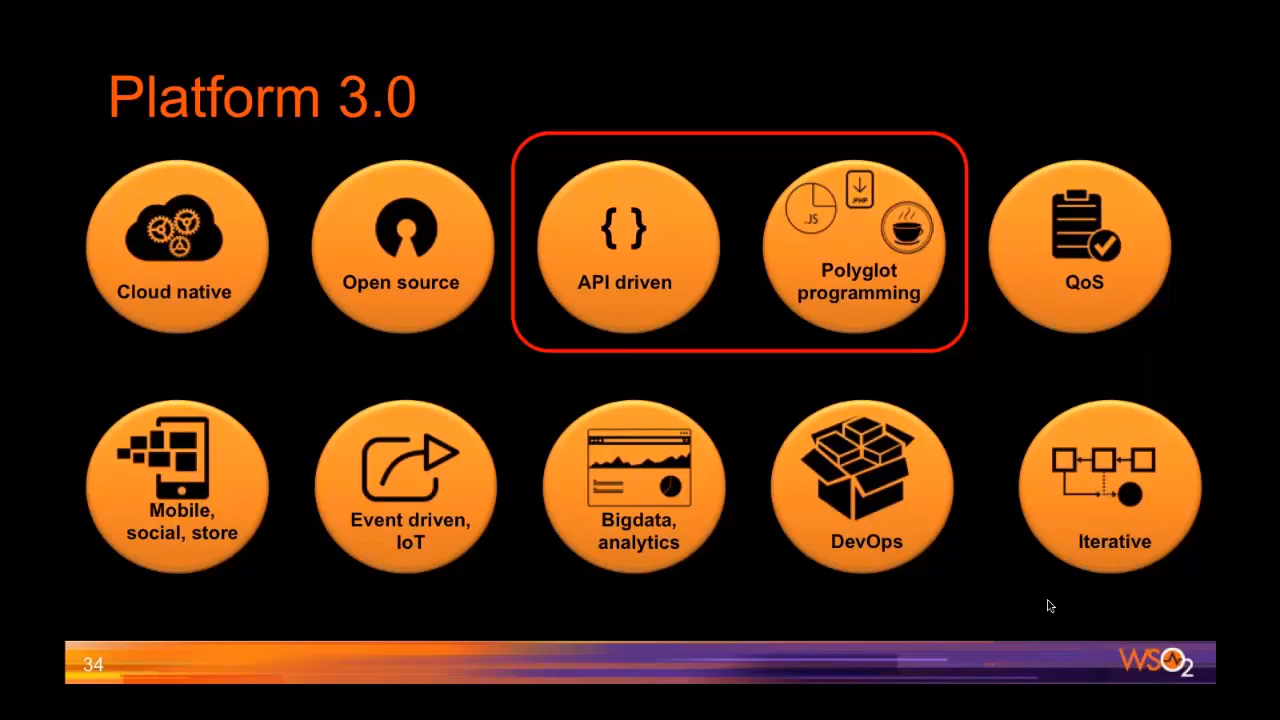 Platform 3.0
{ }
.JS
.PHP
Cloud native
Open source
API driven
Polyglot
programming
QoS
Mobile,
social, store
Event driven,
IoT
Bigdata,
analytics
DevOps
Iterative
34
WSO2